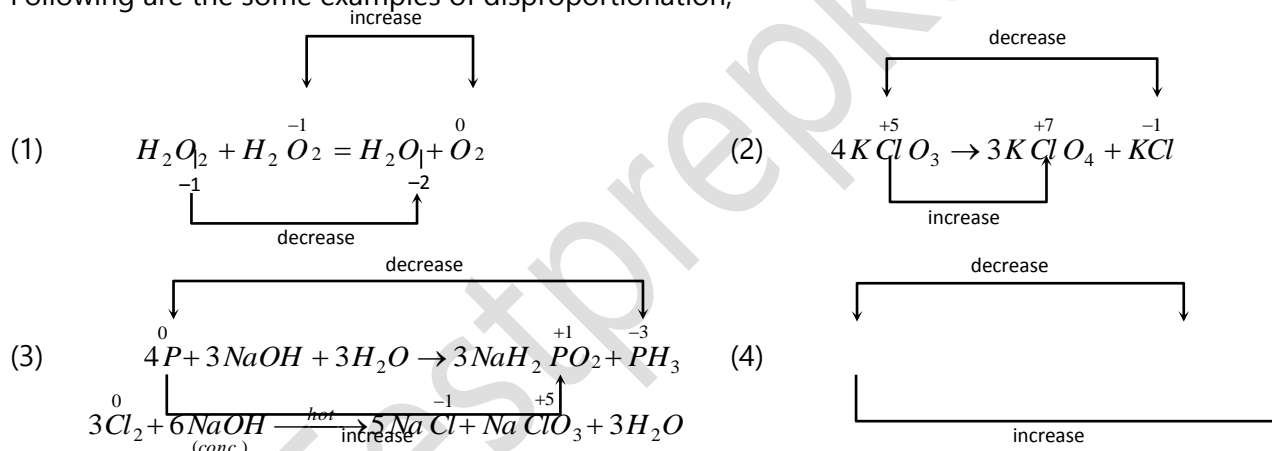 Following are the some examples of disproportionation,
increase
decrease
(1) H₂O₂ + H₂O₂ = H₂O + O₂
–1 0
–1 –2
decrease
(2) 4KClO₃ → 3KClO₄ + KCl
+5 +7 –1
increase
decrease
decrease
0 +1 –3
(3) 4P + 3NaOH + 3H₂O → 3NaH₂PO₂ + PH₃ (4)
0 –1 +5
3Cl₂ + 6NaOH hot → 5NaCl + NaClO₃ + 3H₂O
(conc.)
increase
increase
estprepk